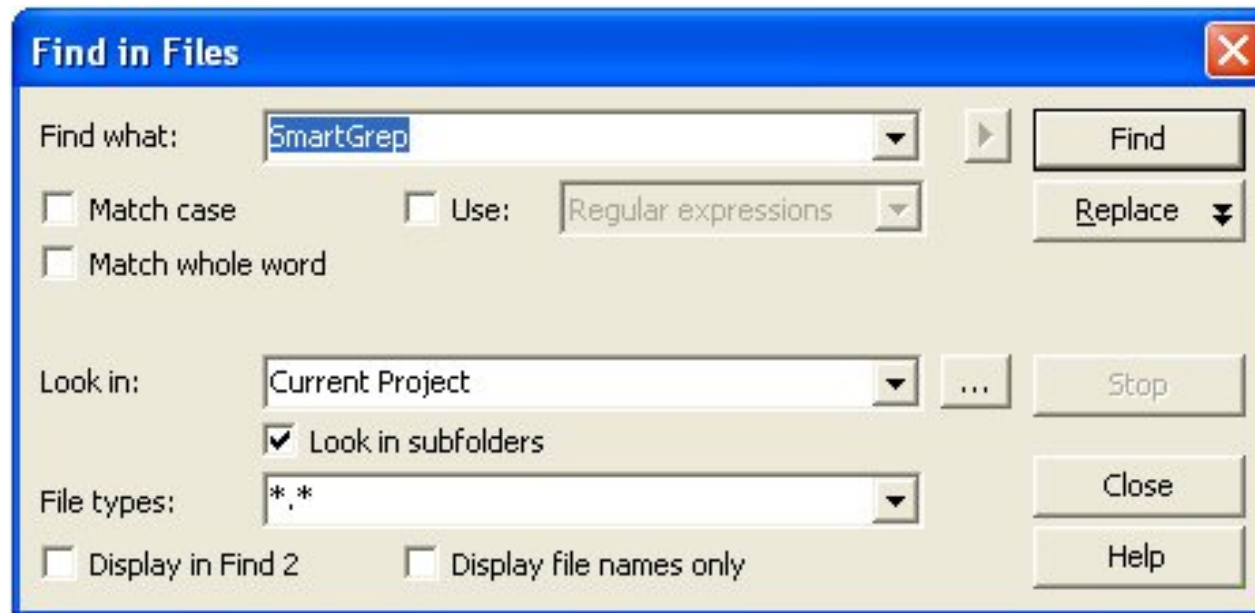 Find in Files
Find what: SmartGrep Find
Match case Use: Regular expressions Replace
Match whole word
Look in: Current Project ... Stop
Look in subfolders
File types: *.* Close
Display in Find 2 Display file names only Help